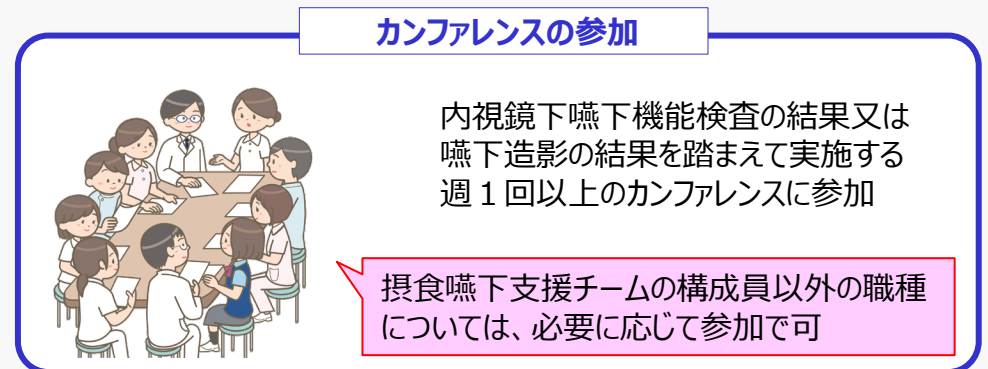 カンファレンスの参加
内視鏡下嚥下機能検査の結果又は
嚥下造影の結果を踏まえて実施する
週１回以上のカンファレンスに参加
摂食嚥下支援チームの構成員以外の職種
については、必要に応じて参加で可